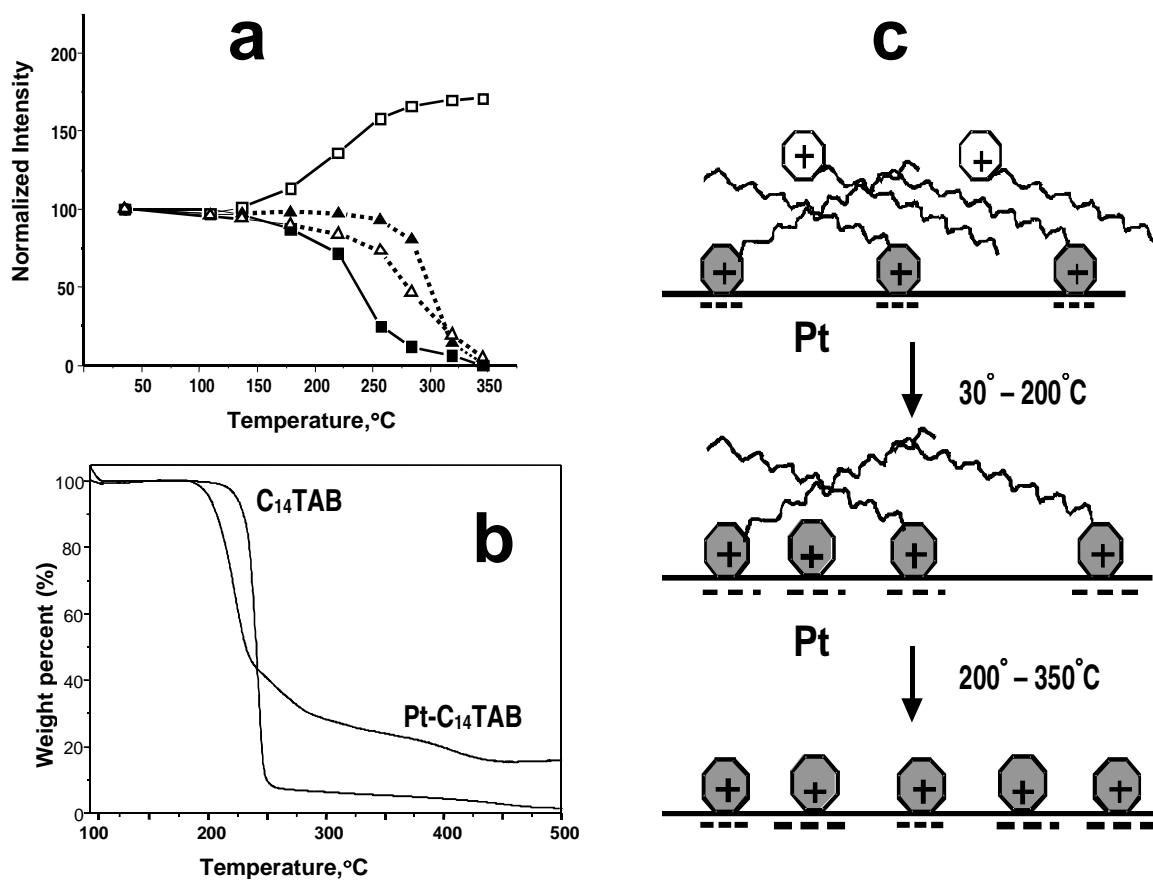 a
Normalized Intensity
200
150
100
50
0
50 100 150 200 250 300 350
Temperature,°C
b
Weight percent (%)
100
80
60
40
20
0
C₁₄TAB
Pt-C₁₄TAB
100 200 300 400 500
Temperature,°C
c
+ +
+ + +
Pt
30° – 200°C
+ + + +
Pt
200° – 350°C
+ + + + +